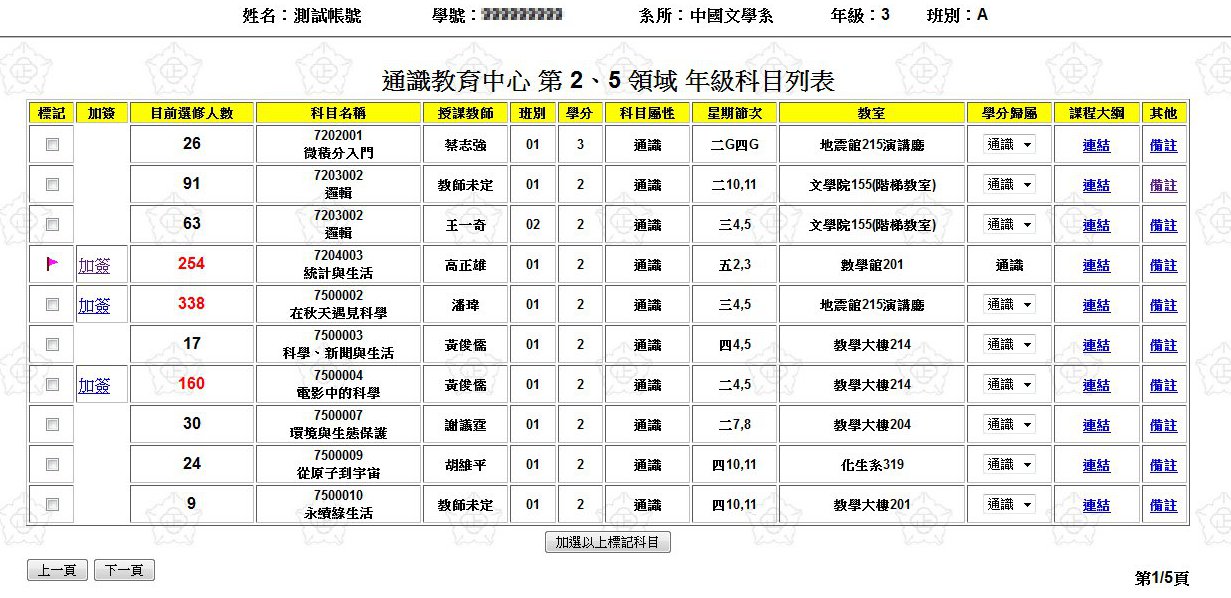 姓名：測試帳號 學號： 系所：中國文學系 年級：3 班別：A
通識教育中心 第 2、5 領域 年級科目列表
標記 加簽 目前選修人數 科目名稱 授課教師 班別 學分 科目屬性 星期節次 教室 學分歸屬 課程大綱 其他
26 7202001 微積分入門 蔡志強 01 3 通識 二G四G 地震館215演講廳 通識 連結 備註
91 7203002 邏輯 教師未定 01 2 通識 二10,11 文學院155(階梯教室) 通識 連結 備註
63 7203002 邏輯 王一奇 02 2 通識 三4,5 文學院155(階梯教室) 通識 連結 備註
加簽 254 7204003 統計與生活 高正雄 01 2 通識 五2,3 數學館201 通識 連結 備註
加簽 338 7500002 在秋天遇見科學 潘瑋 01 2 通識 三4,5 地震館215演講廳 通識 連結 備註
17 7500003 科學、新聞與生活 黃俊儒 01 2 通識 四4,5 教學大樓214 通識 連結 備註
加簽 160 7500004 電影中的科學 黃俊儒 01 2 通識 二4,5 教學大樓214 通識 連結 備註
30 7500007 環境與生態保護 謝議霆 01 2 通識 二7,8 教學大樓204 通識 連結 備註
24 7500009 從原子到宇宙 胡維平 01 2 通識 四10,11 化生系319 通識 連結 備註
9 7500010 永續綠生活 教師未定 01 2 通識 四10,11 教學大樓201 通識 連結 備註
加選以上標記科目
上一頁 下一頁
第1/5頁